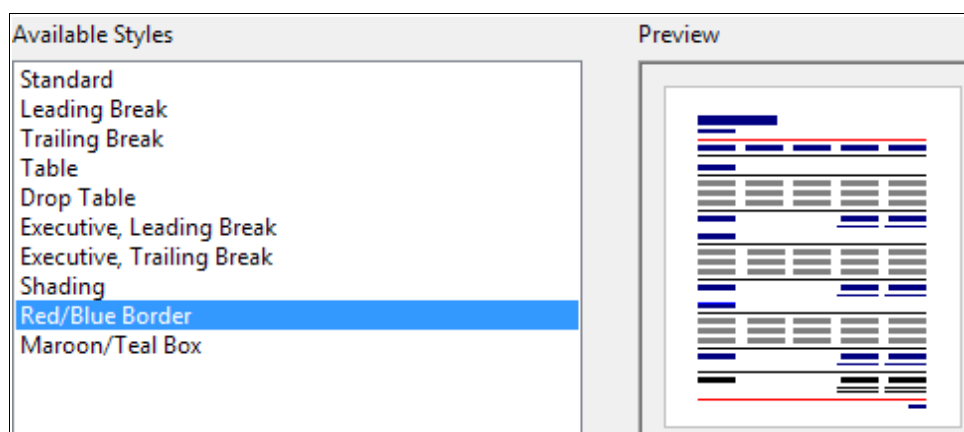 Available Styles
Preview
Standard
Leading Break
Trailing Break
Table
Drop Table
Executive, Leading Break
Executive, Trailing Break
Shading
Red/Blue Border
Maroon/Teal Box